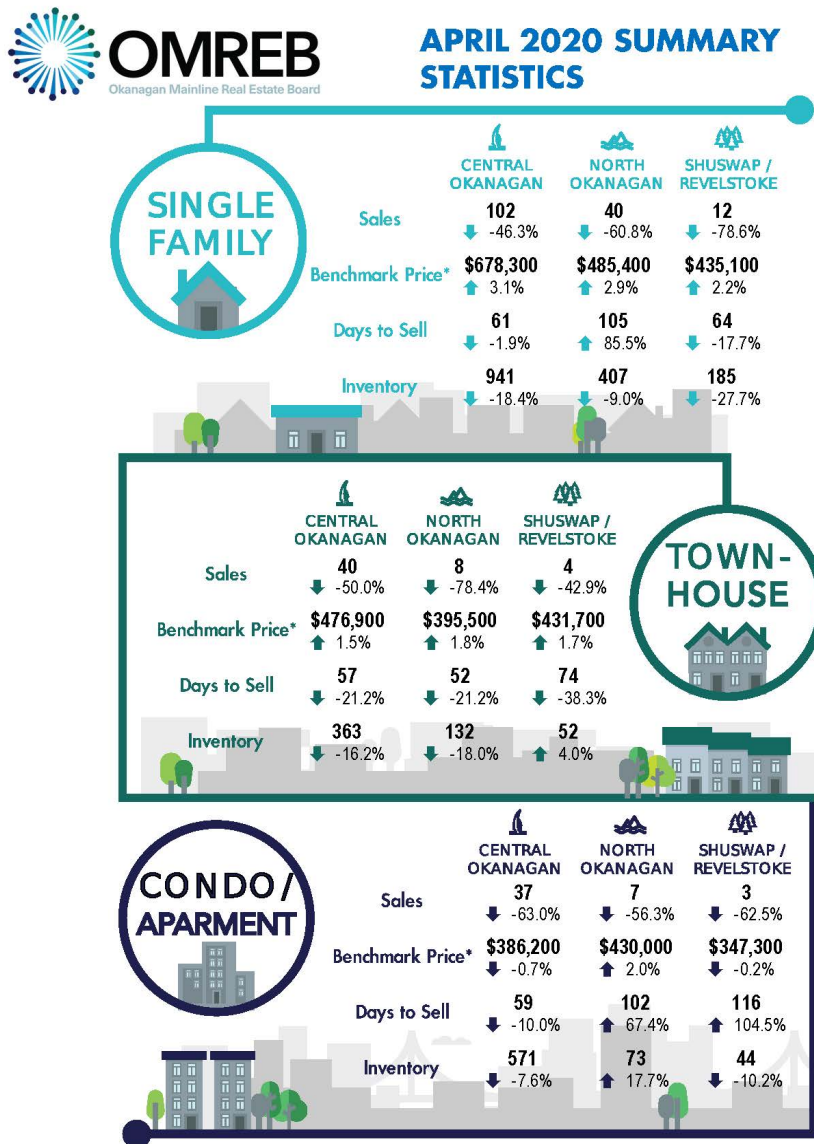 OMREB
Okanagan Mainline Real Estate Board
APRIL 2020 SUMMARY
STATISTICS
SINGLE
FAMILY
CENTRAL OKANAGAN NORTH OKANAGAN SHUSWAP / REVELSTOKE
Sales 102 40 12
-46.3% -60.8% -78.6%
Benchmark Price* $678,300 $485,400 $435,100
3.1% 2.9% 2.2%
Days to Sell 61 105 64
-1.9% 85.5% -17.7%
Inventory 941 407 185
-18.4% -9.0% -27.7%
TOWN-
HOUSE
CENTRAL OKANAGAN NORTH OKANAGAN SHUSWAP / REVELSTOKE
Sales 40 8 4
-50.0% -78.4% -42.9%
Benchmark Price* $476,900 $395,500 $431,700
1.5% 1.8% 1.7%
Days to Sell 57 52 74
-21.2% -21.2% -38.3%
Inventory 363 132 52
-16.2% -18.0% 4.0%
CONDO/
APARMENT
CENTRAL OKANAGAN NORTH OKANAGAN SHUSWAP / REVELSTOKE
Sales 37 7 3
-63.0% -56.3% -62.5%
Benchmark Price* $386,200 $430,000 $347,300
-0.7% 2.0% -0.2%
Days to Sell 59 102 116
-10.0% 67.4% 104.5%
Inventory 571 73 44
-7.6% 17.7% -10.2%